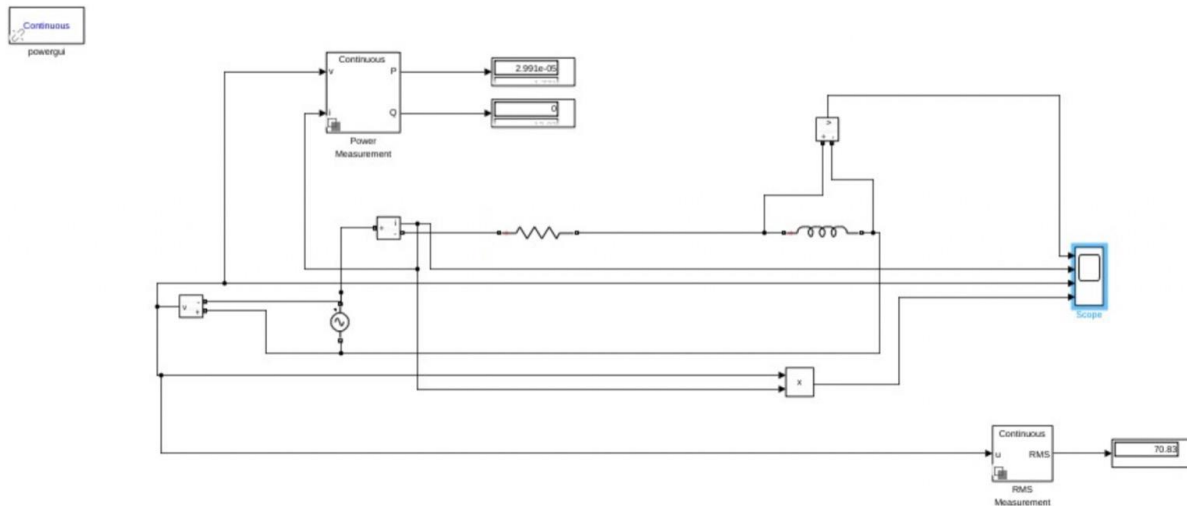 Continuous
powergui
Continuous
v
P
i
Q
Power
Measurement
2.991e-05
0
v
+ -
+
i
-
v
-
+
Scope
x
Continuous
u
RMS
RMS
Measurement
70.83